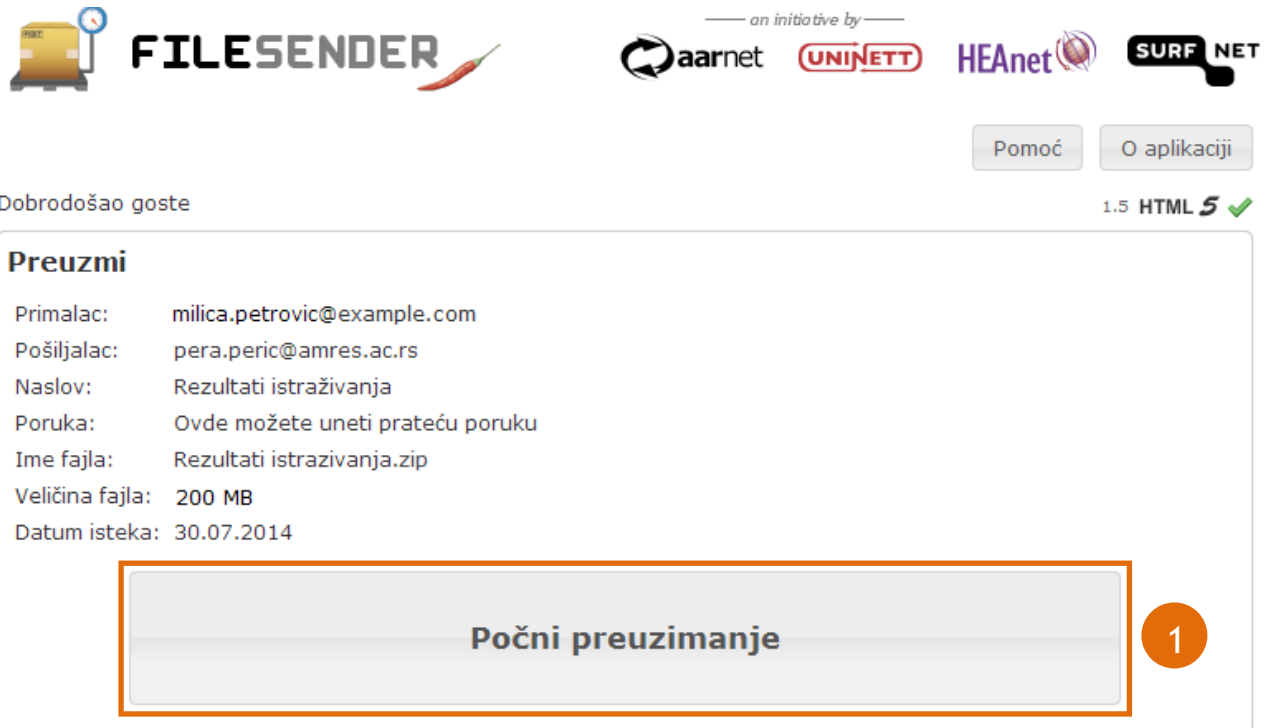 FILESENDER
an initiative by
aarnet UNINETT HEAnet SURF NET
Pomoć O aplikaciji
Dobrodošao goste
1.5 HTML 5
Preuzmi
Primalac: milica.petrovic@example.com
Pošiljalac: pera.peric@amres.ac.rs
Naslov: Rezultati istraživanja
Poruka: Ovde možete uneti prateću poruku
Ime fajla: Rezultati istrazivanja.zip
Veličina fajla: 200 MB
Datum isteka: 30.07.2014
Počni preuzimanje
1